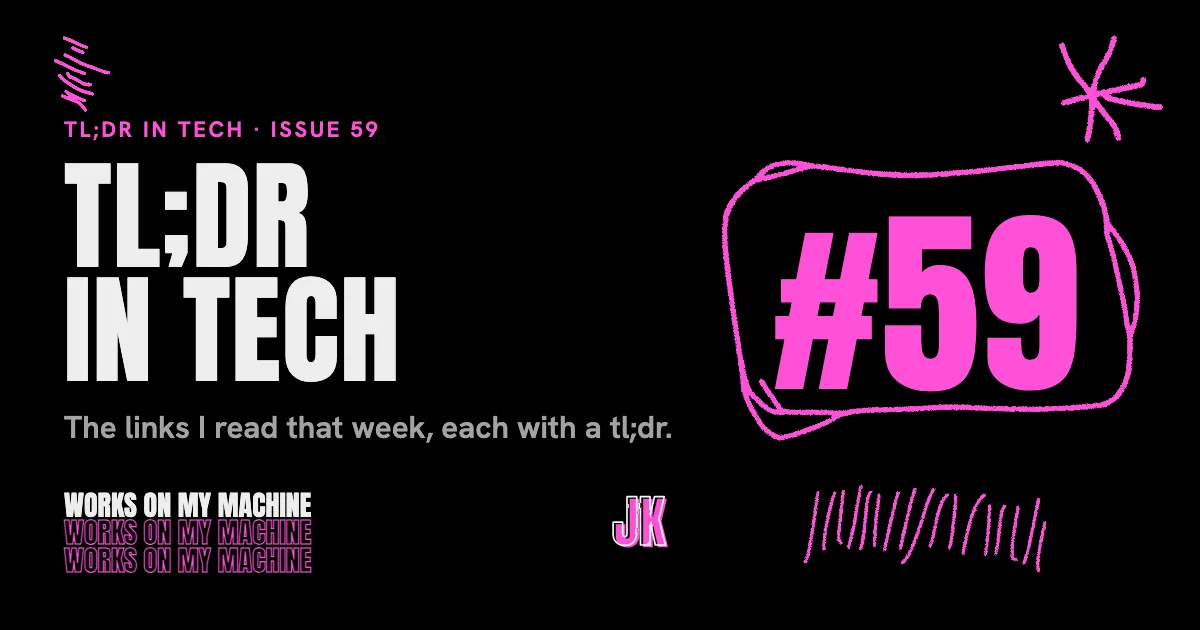 TL;DR IN TECH · ISSUE 59
TL;DR
IN TECH
The links I read that week, each with a tl;dr.
#59
WORKS ON MY MACHINE
WORKS ON MY MACHINE
WORKS ON MY MACHINE
JK